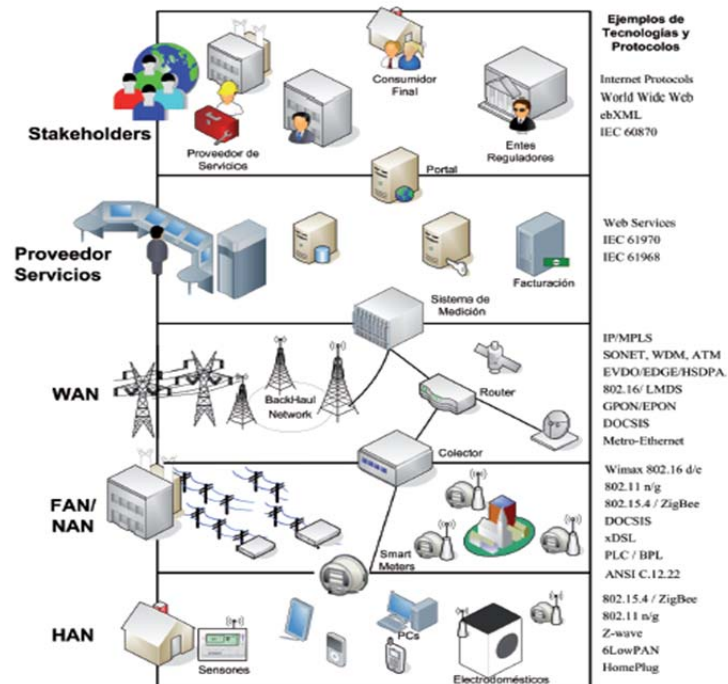 Ejemplos de
Tecnologías y
Protocolos
Stakeholders
Proveedor de
Servicios
Consumidor
Final
Entes
Reguladores
Portal
Internet Protocols
World Wide Web
ebXML
IEC 60870
Proveedor
Servicios
Facturación
Sistema de
Medición
Web Services
IEC 61970
IEC 61968
WAN
BackHaul
Network
Router
Colector
IP/MPLS
SONET, WDM, ATM
EVDO/EDGE/HSDPA
802.16/ LMDS
GPON/EPON
DOCSIS
Metro-Ethernet
FAN/
NAN
Smart
Meters
Wimax 802.16 d/e
802.11 n/g
802.15.4 / ZigBee
DOCSIS
xDSL
PLC / BPL
ANSI C.12.22
HAN
Sensores
PCs
Electrodomésticos
802.15.4 / ZigBee
802.11 n/g
Z-wave
6LowPAN
HomePlug